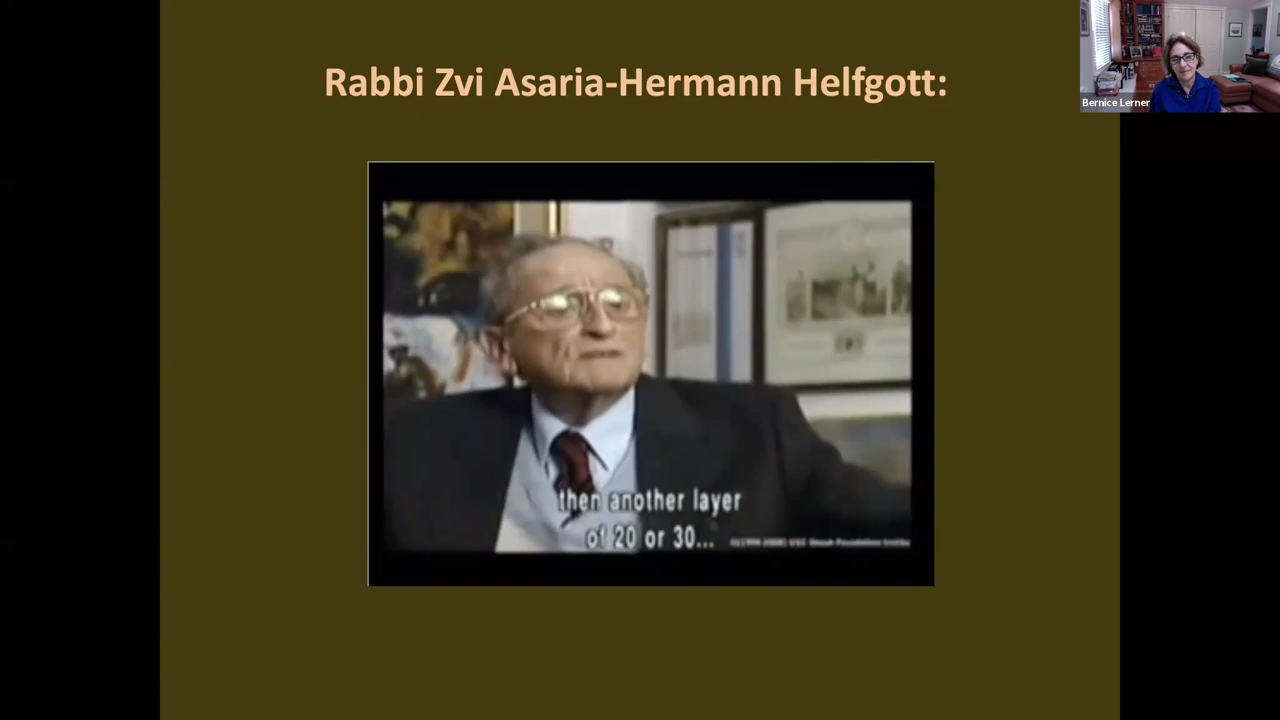 Rabbi Zvi Asaria-Hermann Helfgott:
Bernice Lerner
then another layer
of 20 or 30...